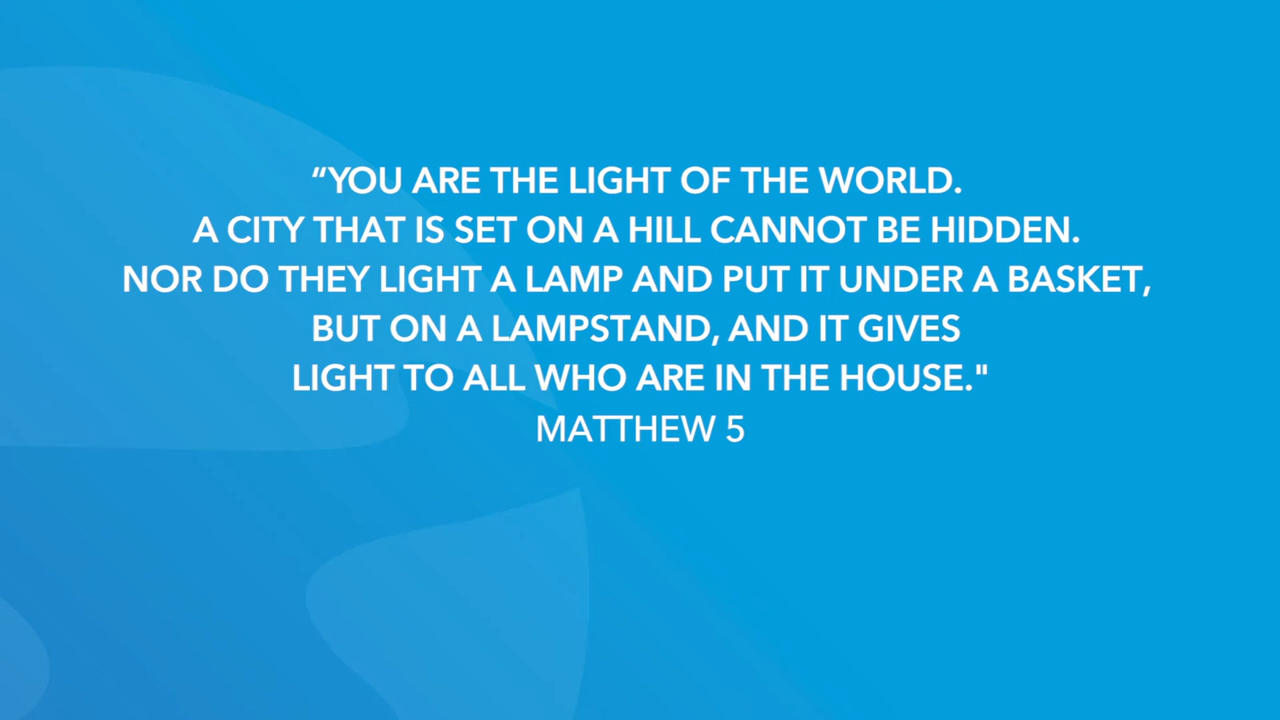 “YOU ARE THE LIGHT OF THE WORLD.
A CITY THAT IS SET ON A HILL CANNOT BE HIDDEN.
NOR DO THEY LIGHT A LAMP AND PUT IT UNDER A BASKET,
BUT ON A LAMPSTAND, AND IT GIVES
LIGHT TO ALL WHO ARE IN THE HOUSE."
MATTHEW 5